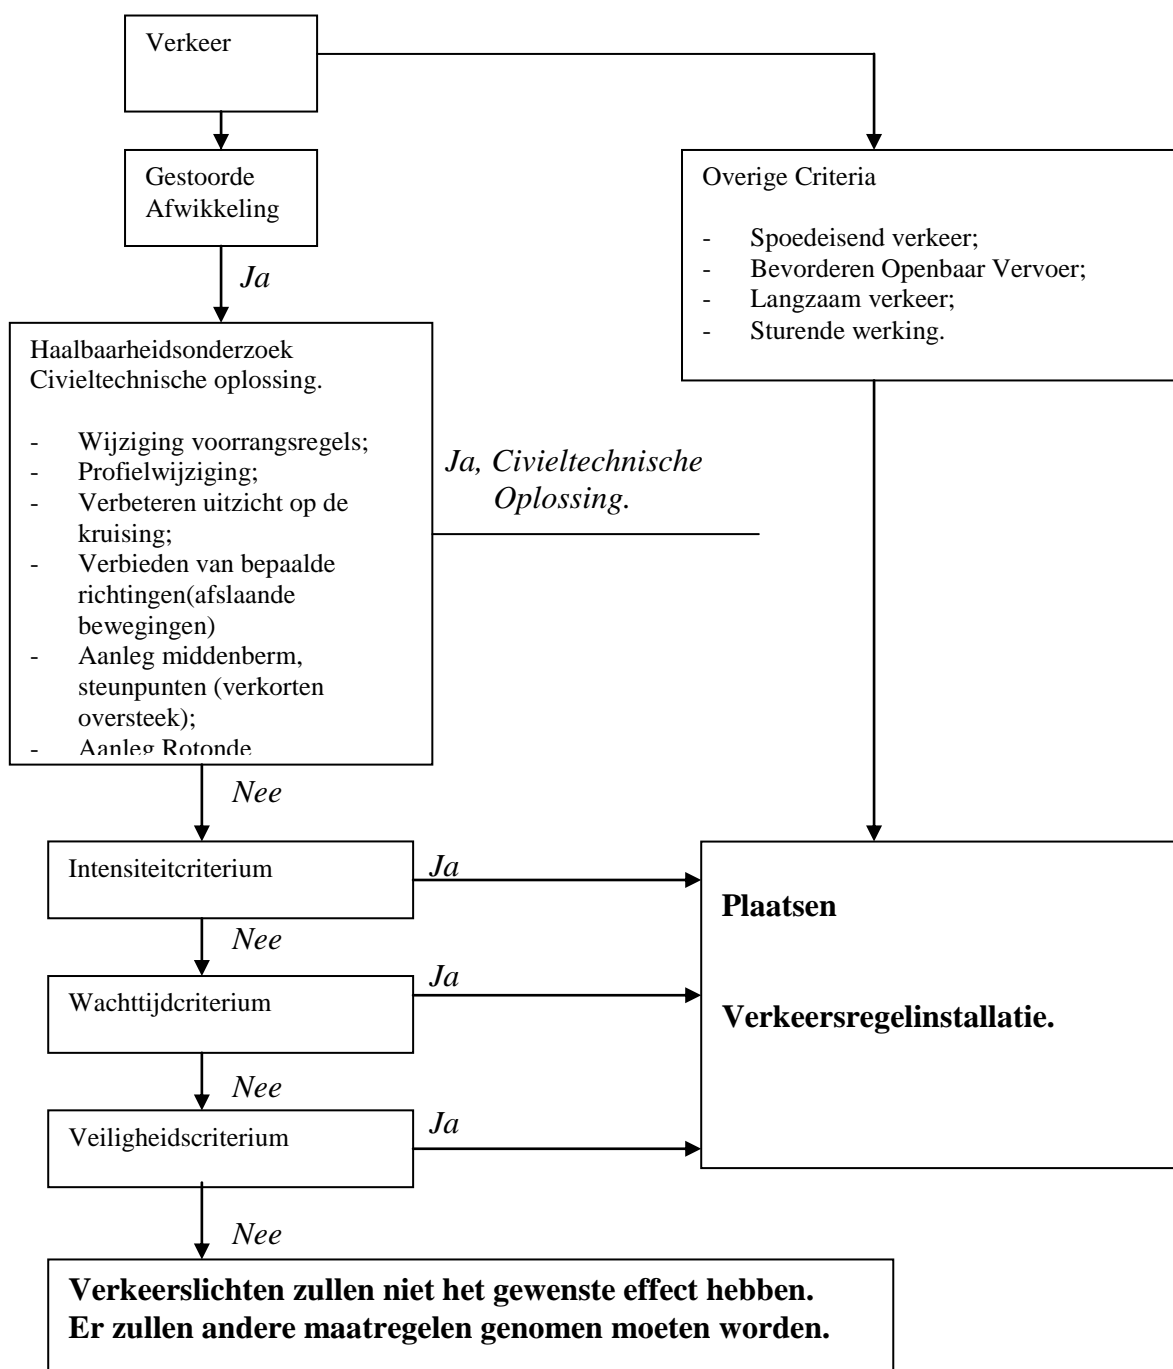 Verkeer
Gestoorde
Afwikkeling
Overige Criteria
- Spoedeisend verkeer;
- Bevorderen Openbaar Vervoer;
- Langzaam verkeer;
- Sturende werking.
Ja
Haalbaarheidsonderzoek
Civieltechnische oplossing.
- Wijziging voorrangsregels;
- Profielwijziging;
- Verbeteren uitzicht op de
kruising;
- Verbieden van bepaalde
richtingen(afslaande
bewegingen)
- Aanleg middenberm,
steunpunten (verkorten
oversteek);
- Aanleg Rotonde
Ja, Civieltechnische
Oplossing.
Nee
Intensiteitcriterium
Ja
Nee
Wachttijdcriterium
Ja
Nee
Veiligheidscriterium
Ja
Plaatsen
Verkeersregelinstallatie.
Nee
Verkeerslichten zullen niet het gewenste effect hebben.
Er zullen andere maatregelen genomen moeten worden.